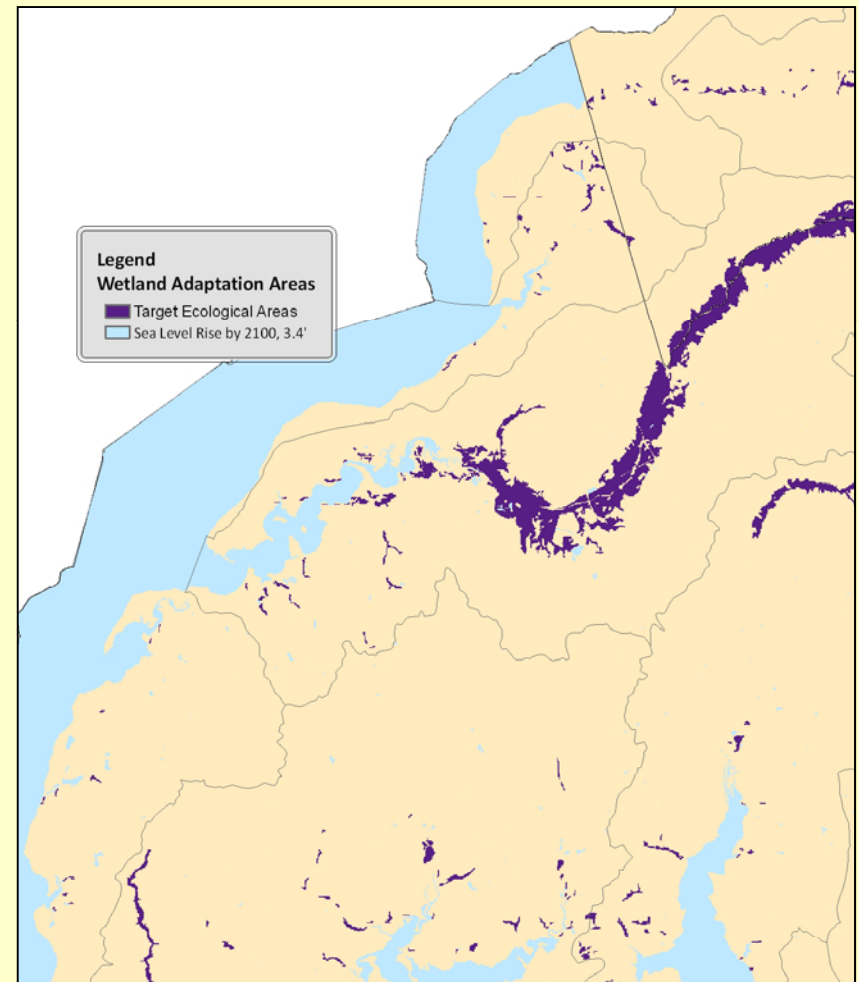 Legend
Wetland Adaptation Areas
Target Ecological Areas
Sea Level Rise by 2100, 3.4'